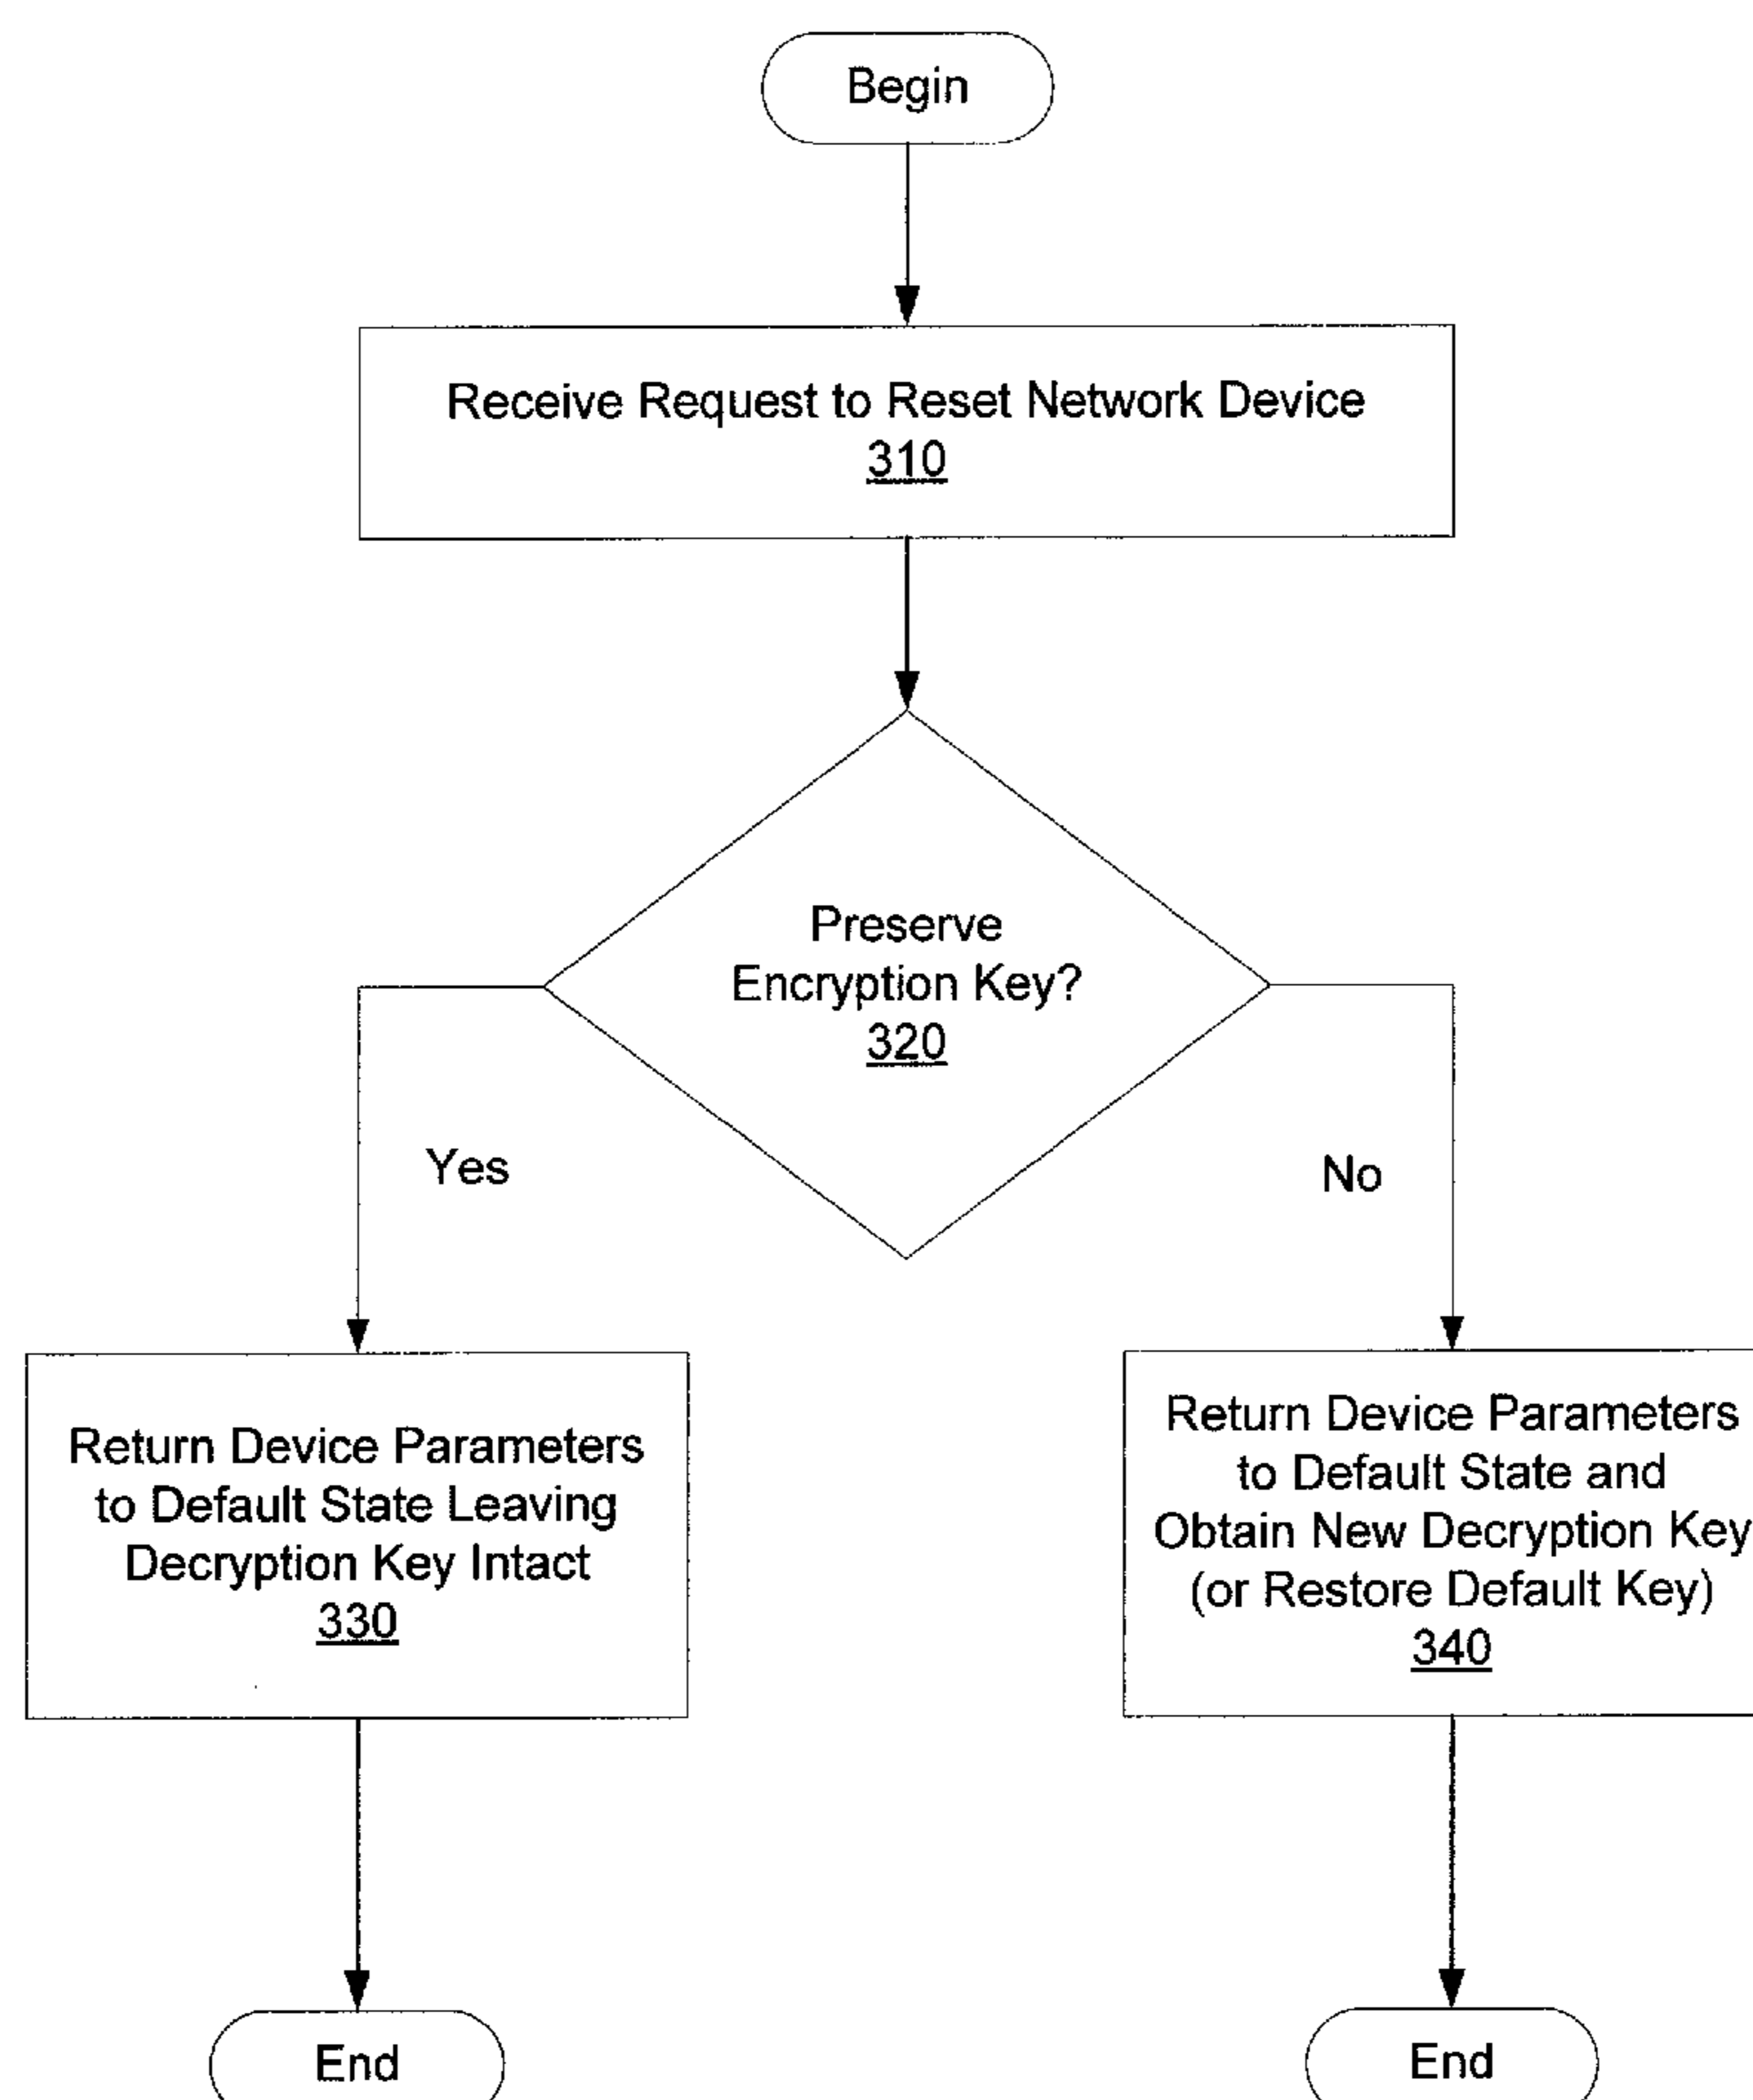 Begin
Receive Request to Reset Network Device
310
Preserve
Encryption Key?
320
Yes
No
Return Device Parameters
to Default State Leaving
Decryption Key Intact
330
Return Device Parameters
to Default State and
Obtain New Decryption Key
(or Restore Default Key)
340
End
End